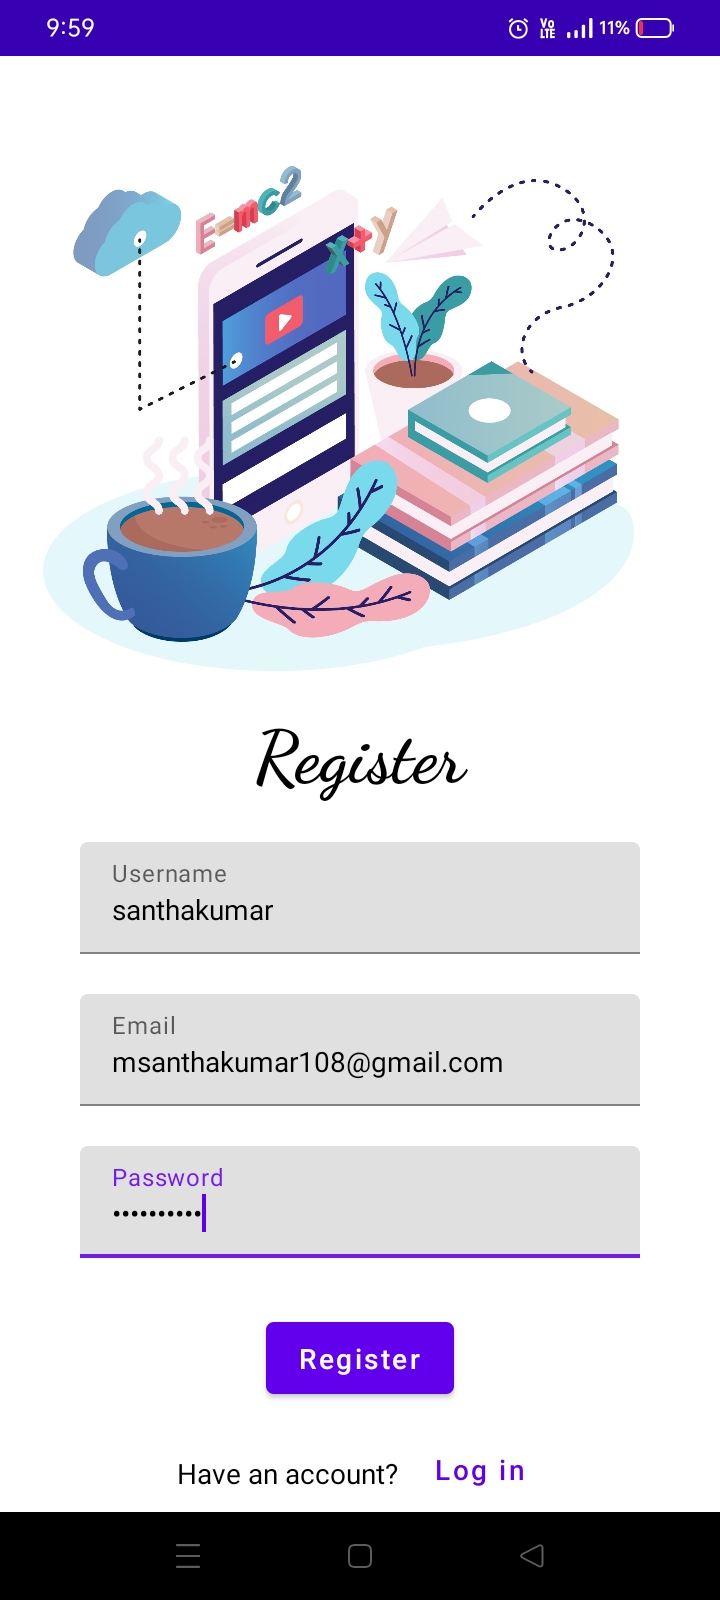 9:59 Vo LTE 11%
E=mc2
x+y
Register
Username
santhakumar
Email
msanthakumar108@gmail.com
Password
••••••••••
Register
Have an account? Log in